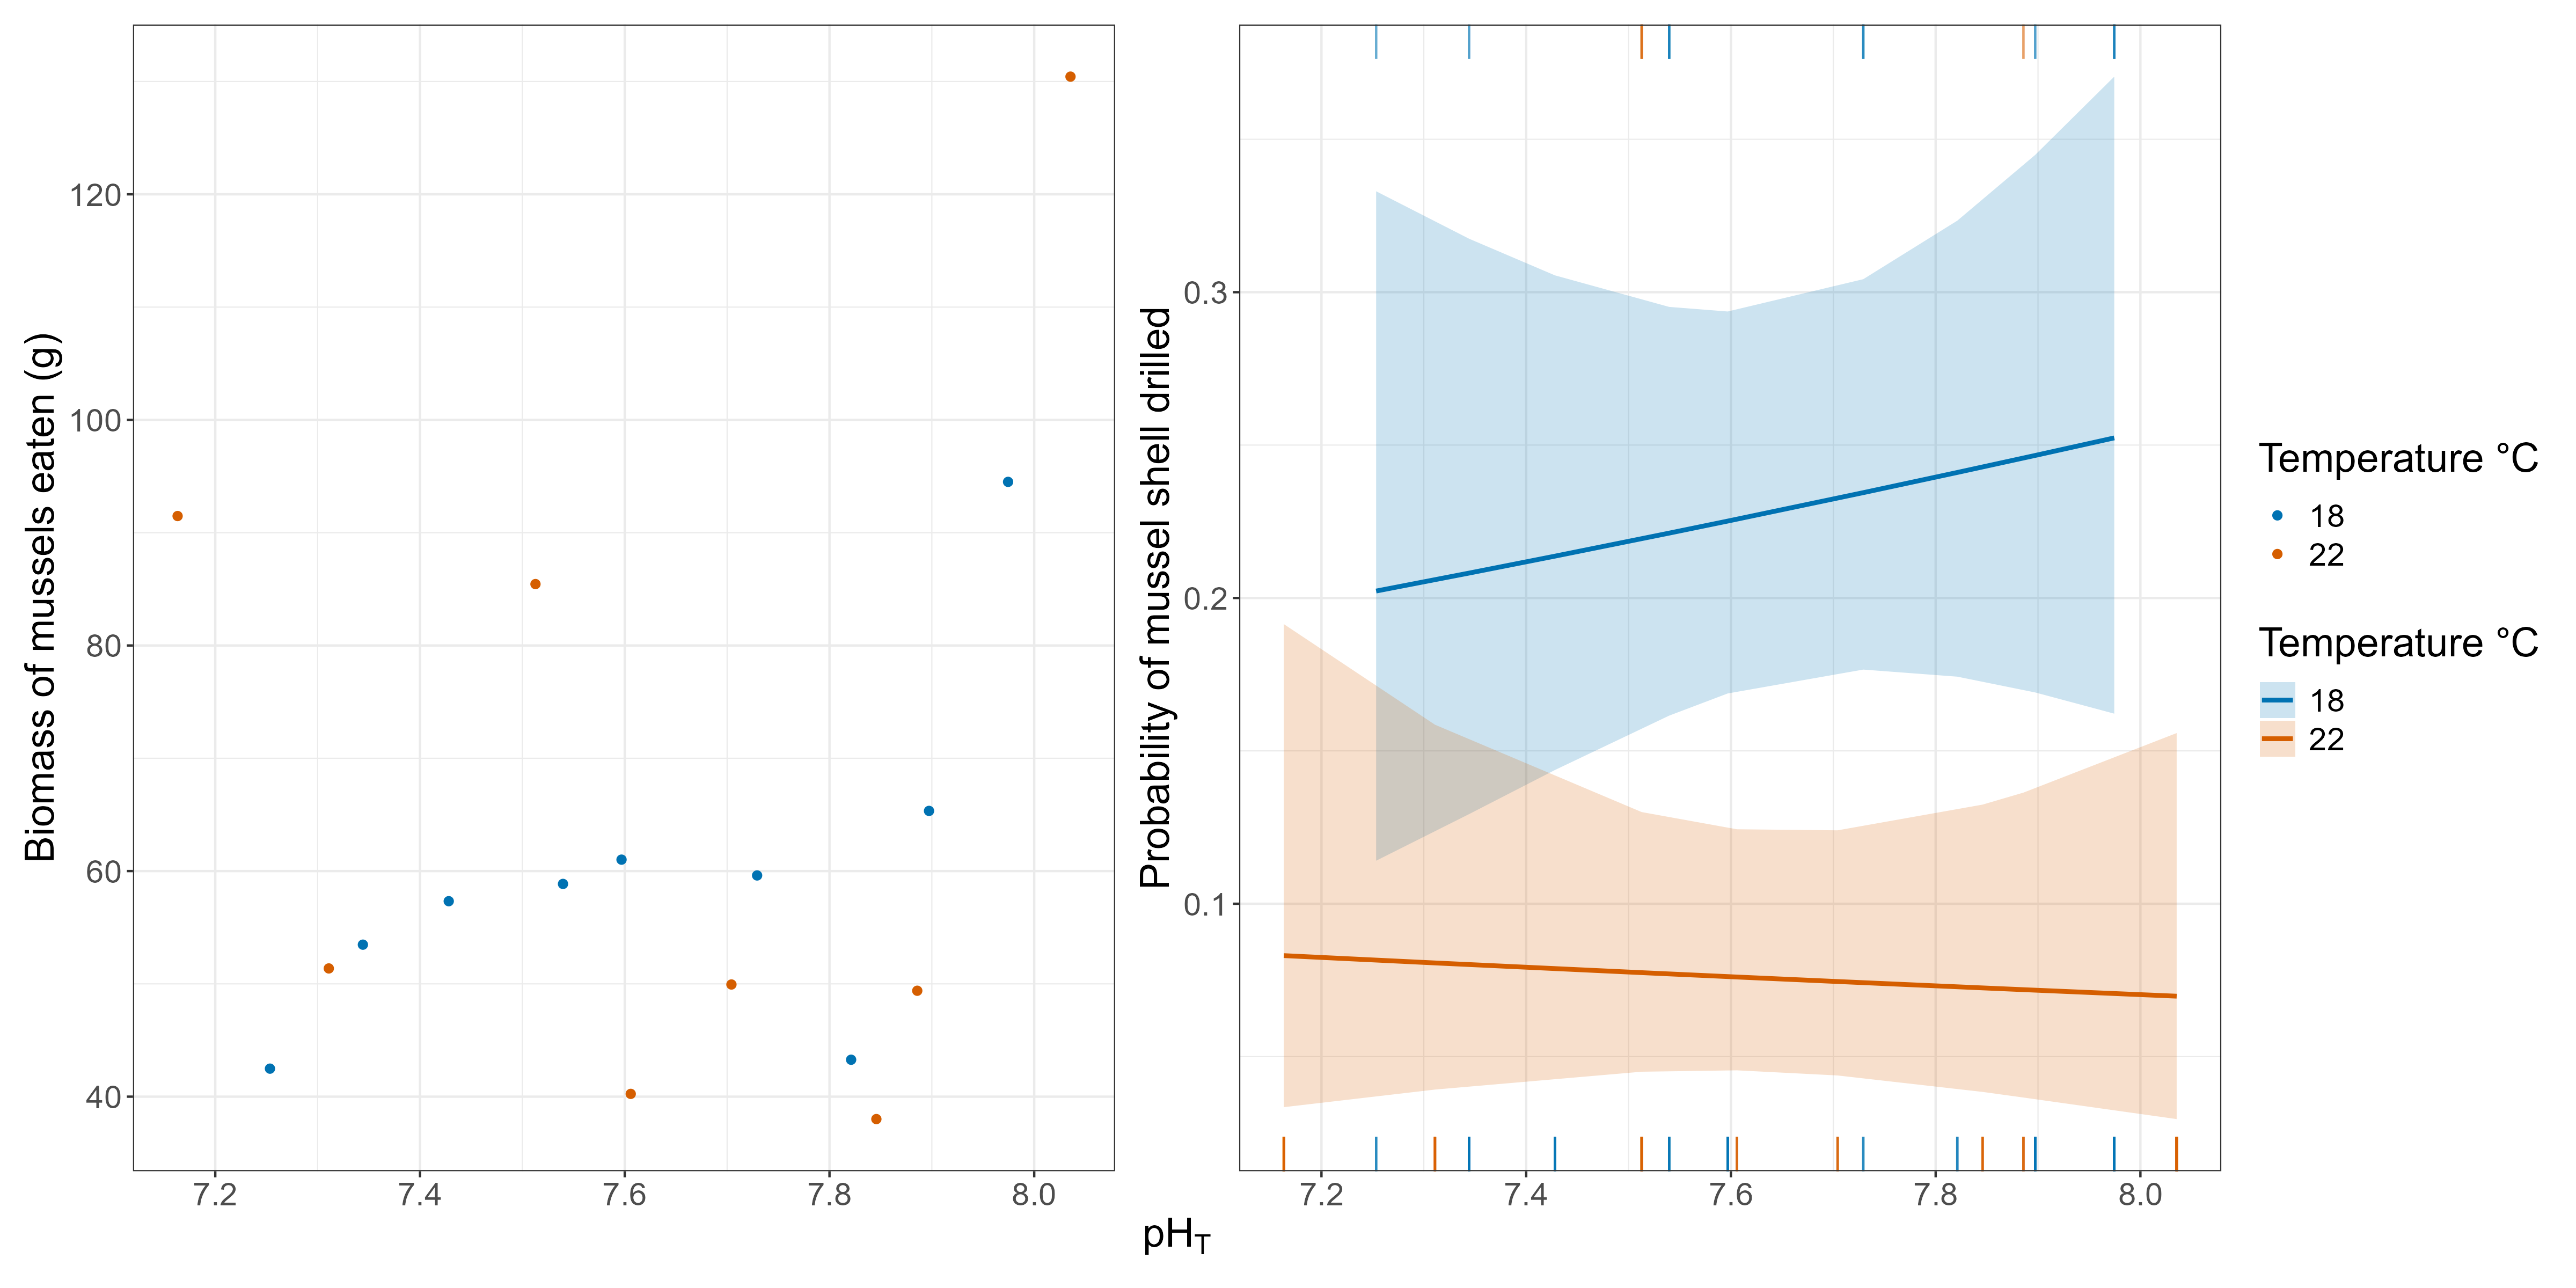 Biomass of mussels eaten (g)
120
100
80
60
40
7.2 7.4 7.6 7.8 8.0
Probability of mussel shell drilled
0.3
0.2
0.1
7.2 7.4 7.6 7.8 8.0
pHT
Temperature °C
18
22
Temperature °C
18
22